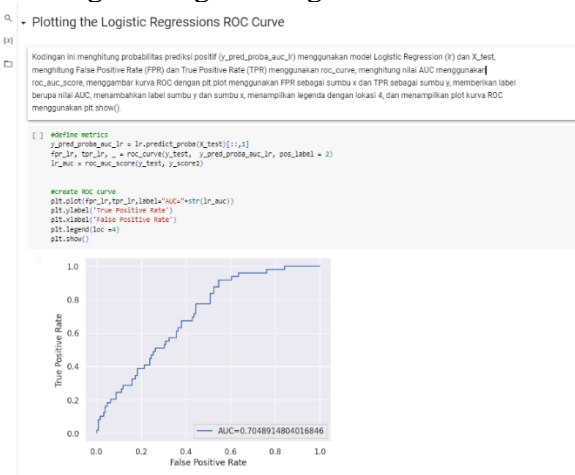 Plotting the Logistic Regressions ROC Curve
Kodingan ini menghitung probabilitas prediksi positif (y_pred_proba_auc_lr) menggunakan model Logistic Regression (lr) dan X_test,
menghitung False Positive Rate (FPR) dan True Positive Rate (TPR) menggunakan roc_curve, menghitung nilai AUC menggunakan
roc_auc_score, menggambar kurva ROC dengan plt.plot menggunakan FPR sebagai sumbu x dan TPR sebagai sumbu y, memberikan label
berupa nilai AUC, menambahkan label sumbu y dan sumbu x, menampilkan legenda dengan lokasi 4, dan menampilkan plot kurva ROC
menggunakan plt.show().
[ ] #define metrics
y_pred_proba_auc_lr = lr.predict_proba(X_test)[::,1]
fpr_lr, tpr_lr, _ = roc_curve(y_test, y_pred_proba_auc_lr, pos_label = 2)
lr_auc = roc_auc_score(y_test, y_score2)
#create ROC curve
plt.plot(fpr_lr,tpr_lr,label="AUC="+str(lr_auc))
plt.ylabel('True Positive Rate')
plt.xlabel('False Positive Rate')
plt.legend(loc =4)
plt.show()
1.0
0.8
0.6
0.4
0.2
0.0
True Positive Rate
AUC=0.7048914804016846
0.0 0.2 0.4 0.6 0.8 1.0
False Positive Rate